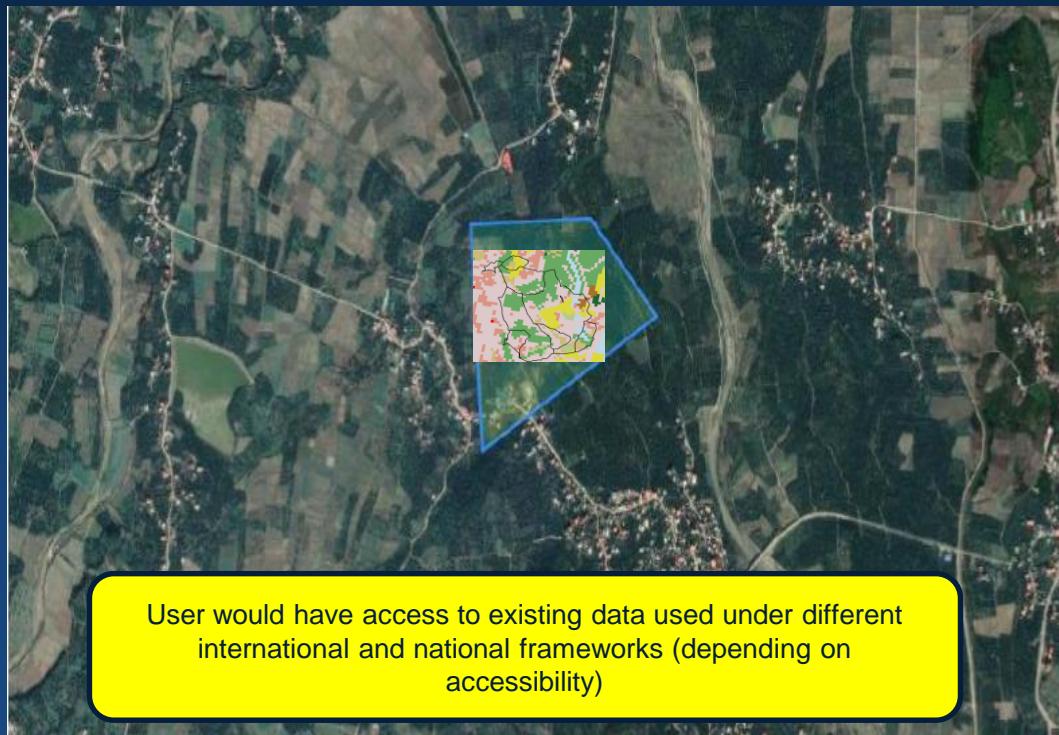 User would have access to existing data used under different
international and national frameworks (depending on
accessibility)